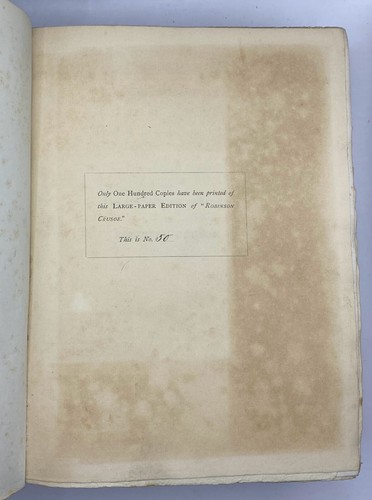 Only One Hundred Copies have been printed of
this LARGE-PAPER EDITION of "ROBINSON
CRUSOE."
This is No. 50